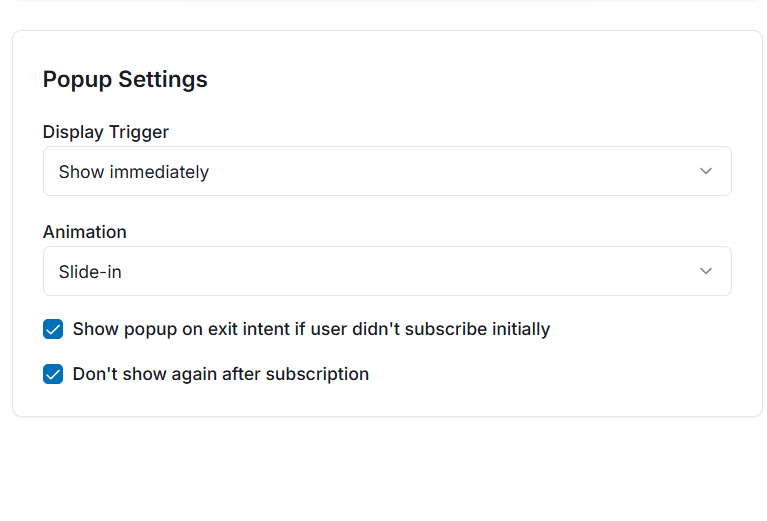 Popup Settings
Display Trigger
Show immediately
Animation
Slide-in
Show popup on exit intent if user didn't subscribe initially
Don't show again after subscription